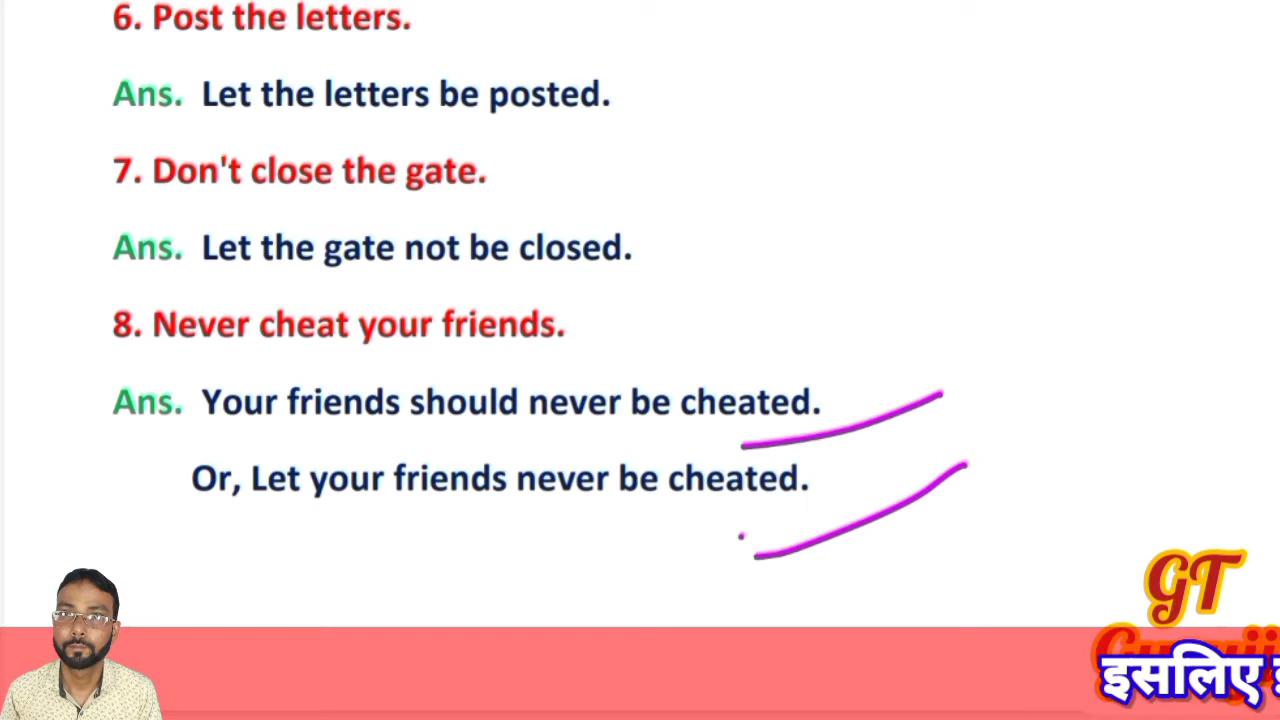 6. Post the letters.
Ans. Let the letters be posted.
7. Don't close the gate.
Ans. Let the gate not be closed.
8. Never cheat your friends.
Ans. Your friends should never be cheated.
Or, Let your friends never be cheated.
GT
इसलिए